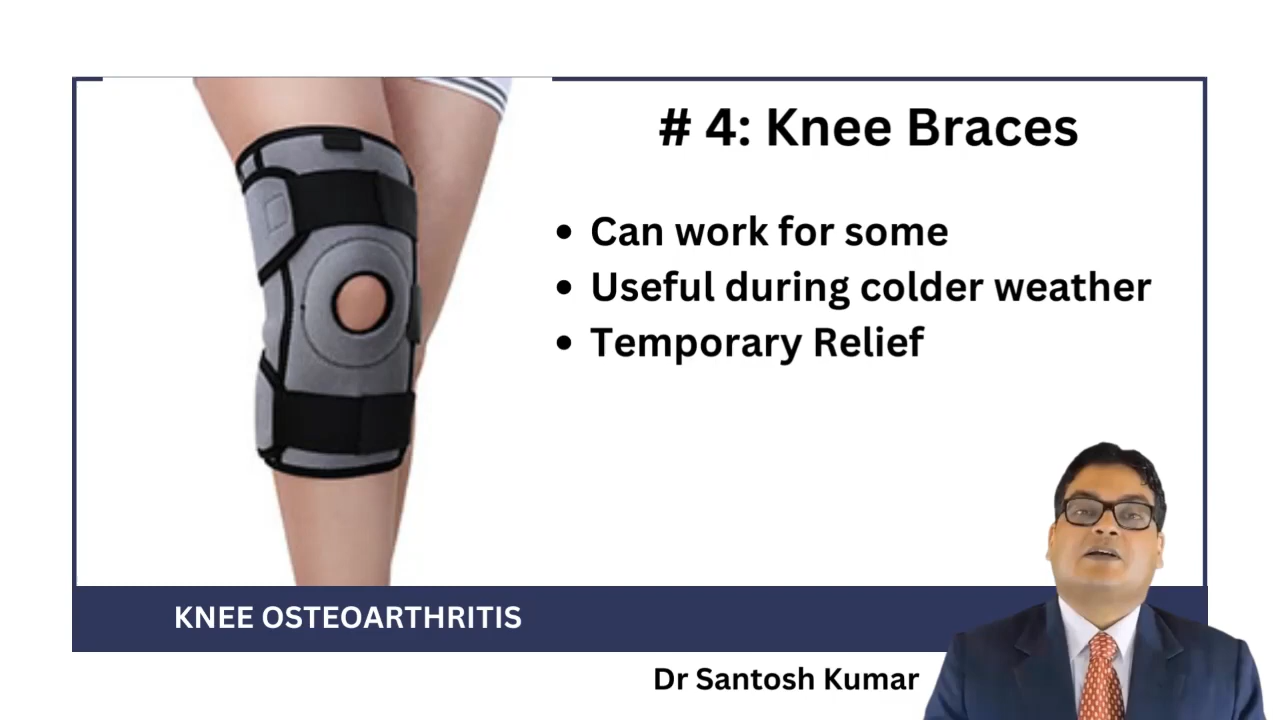 # 4: Knee Braces
Can work for some
Useful during colder weather
Temporary Relief
KNEE OSTEOARTHRITIS
Dr Santosh Kumar